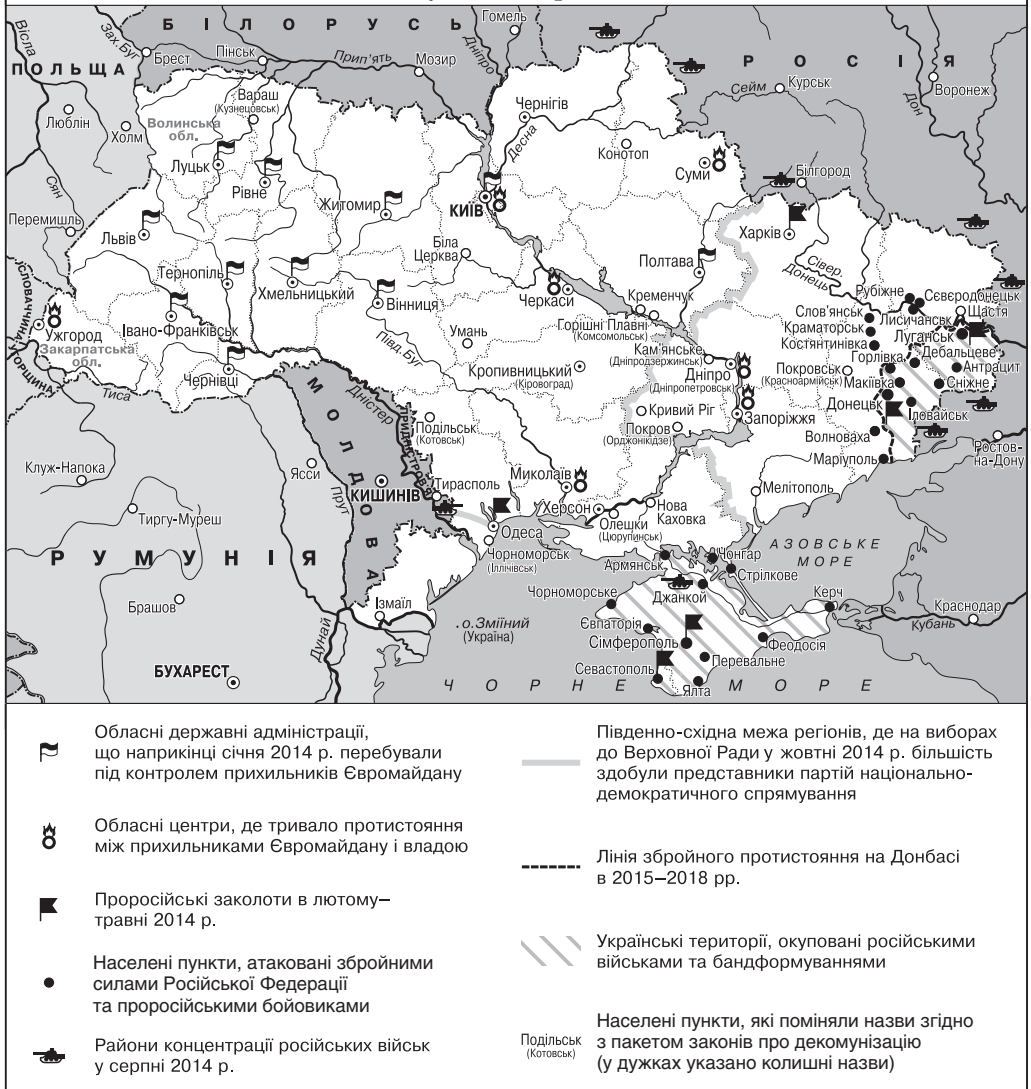 БІЛОРУСЬ
Гомель
Вісла
Зах. Буг
Брест
Пінськ
Прип'ять
Мозир
Дніпро
ПОЛЬЩА
РОСІЯ
Сейм
Курськ
Дон
Воронеж
Люблін
Холм
Волинська
обл.
Вараш
(Кузнецовськ)
Чернігів
Десна
Конотоп
Суми
Білгород
Сян
Луцьк
Рівне
Житомир
КИЇВ
Перемишль
Львів
Харків
Тернопіль
Хмельницький
Біла
Церква
Полтава
Сівер.
Донець
Вінниця
Черкаси
Кременчук
Рубіжне
Сєвєродонецьк
СЛОВАЧЧИНА
Ужгород
Закарпатська
обл.
УГОРЩИНА
Івано-Франківськ
Умань
Горішні Плавні
(Комсомольськ)
Слов'янськ
Лисичанськ
Щастя
Краматорськ
Луганськ
Костянтинівка
Дебальцеве
Чернівці
Півд. Буг
Кропивницький
(Кіровоград)
Кам'янське
(Дніпродзержинськ)
Дніпро
(Дніпропетровськ)
Покровськ
(Красноармійськ)
Горлівка
Антрацит
Макіївка
Сніжне
Тиса
МОЛДОВА
Дністер
ПРИДНІСТРОВ'Я
Подільськ
(Котовськ)
Кривий Ріг
Покров
(Орджонікідзе)
Запоріжжя
Донецьк
Іловайськ
Волноваха
Ростов-
на-Дону
Маріуполь
Клуж-Напока
Ясси
Прут
КИШИНІВ
Тирасполь
Миколаїв
Херсон
Мелітополь
Тиргу-Муреш
Одеса
Олешки
(Цюрупинськ)
Нова
Каховка
РУМУНІЯ
Чорноморськ
(Іллічівськ)
Армянськ
Чонгар
Стрілкове
АЗОВСЬКЕ
МОРЕ
Брашов
Ізмаїл
о. Зміїний
(Україна)
Чорноморське
Джанкой
Керч
Краснодар
Кубань
Євпаторія
Сімферополь
Феодосія
Дунай
БУХАРЕСТ
Севастополь
Перевальне
Ялта
ЧОРНЕ МОРЕ
Обласні державні адміністрації,
що наприкінці січня 2014 р. перебували
під контролем прихильників Євромайдану
Обласні центри, де тривало протистояння
між прихильниками Євромайдану і владою
Проросійські заколоти в лютому–
травні 2014 р.
Населені пункти, атаковані збройними
силами Російської Федерації
та проросійськими бойовиками
Райони концентрації російських військ
у серпні 2014 р.
Південно-східна межа регіонів, де на виборах
до Верховної Ради у жовтні 2014 р. більшість
здобули представники партій національно-
демократичного спрямування
Лінія збройного протистояння на Донбасі
в 2015–2018 рр.
Українські території, окуповані російськими
військами та бандформуваннями
Подільськ
(Котовськ)
Населені пункти, які поміняли назви згідно
з пакетом законів про декомунізацію
(у дужках указано колишні назви)